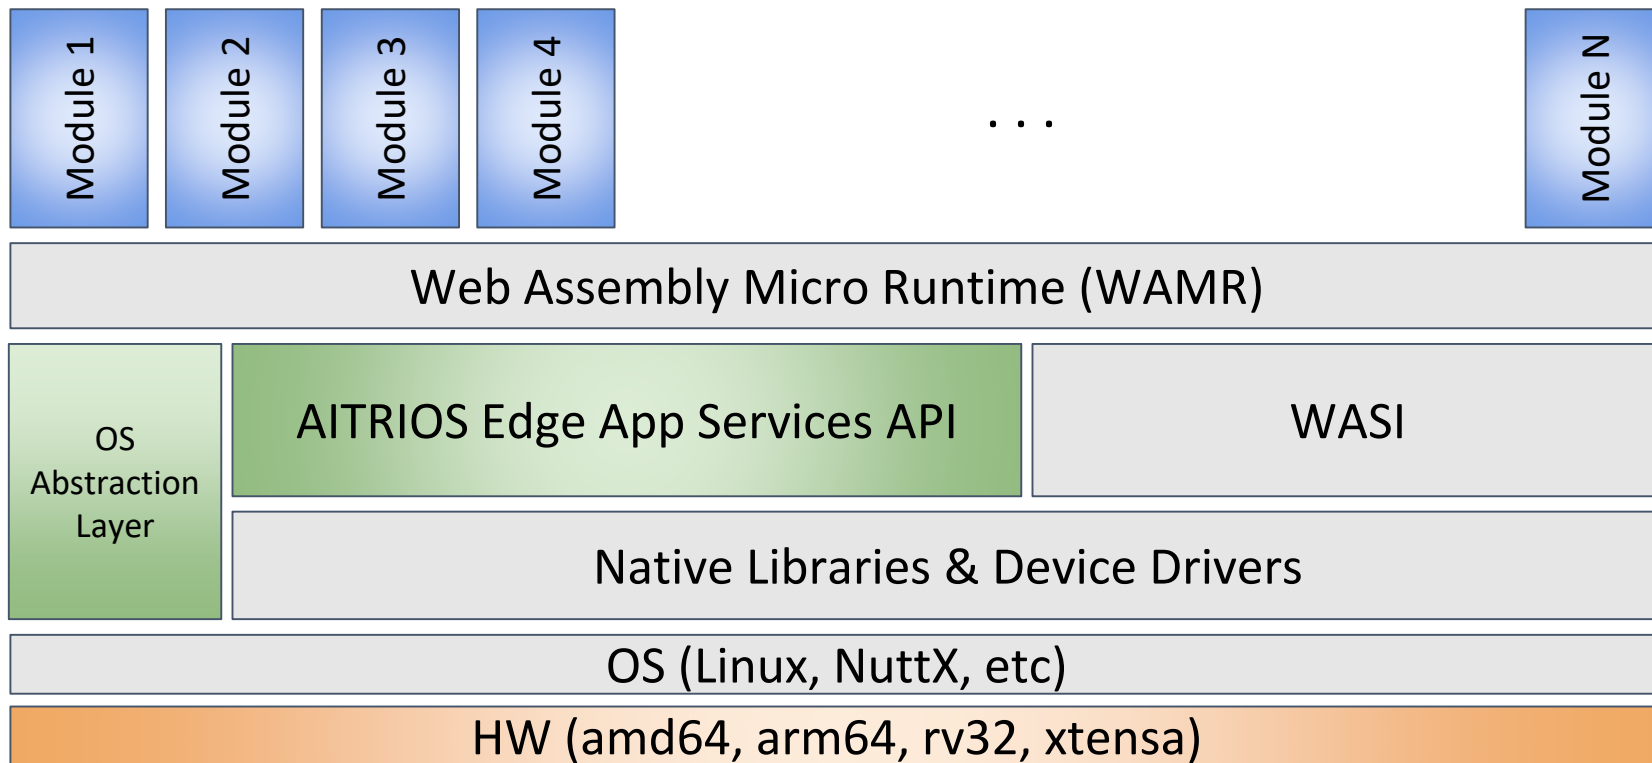 Module 1
Module 2
Module 3
Module 4
. . .
Module N
Web Assembly Micro Runtime (WAMR)
OS
Abstraction
Layer
AITRIOS Edge App Services API
WASI
Native Libraries & Device Drivers
OS (Linux, NuttX, etc)
HW (amd64, arm64, rv32, xtensa)